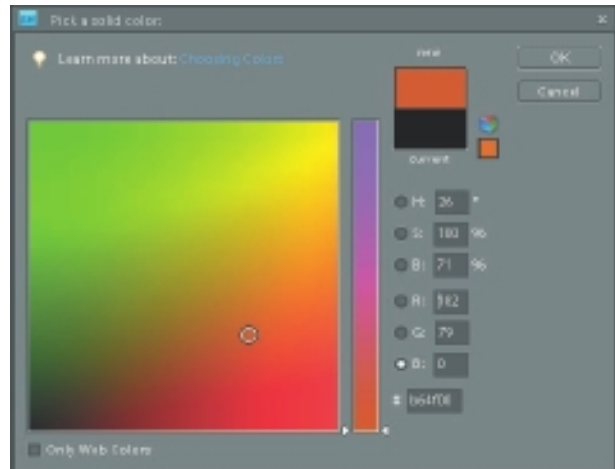 Pick a solid color:
Learn more about: Choosing Colors
new
current
OK
Cancel
H: 26 °
S: 100 %
B: 71 %
R: 182
G: 79
B: 0
# b64f00
Only Web Colors